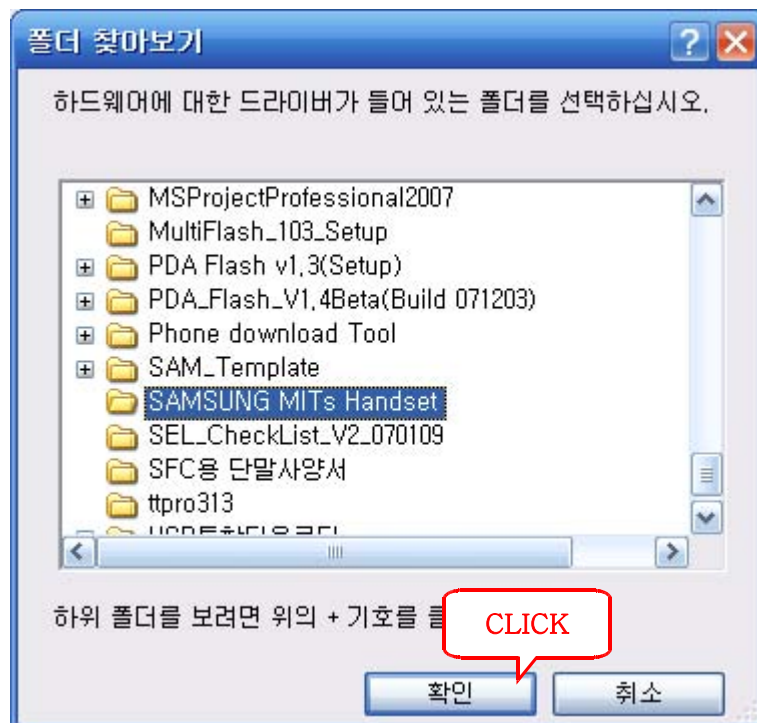 폴더 찾아보기
하드웨어에 대한 드라이버가 들어 있는 폴더를 선택하십시오.
MSProjectProfessional2007
MultiFlash_103_Setup
PDA Flash v1.3(Setup)
PDA_Flash_V1.4Beta(Build 071203)
Phone download Tool
SAM_Template
SAMSUNG MITs Handset
SEL_CheckList_V2_070109
SFC용 단말사양서
ttpro313
하위 폴더를 보려면 위의 + 기호를
CLICK
확인
취소